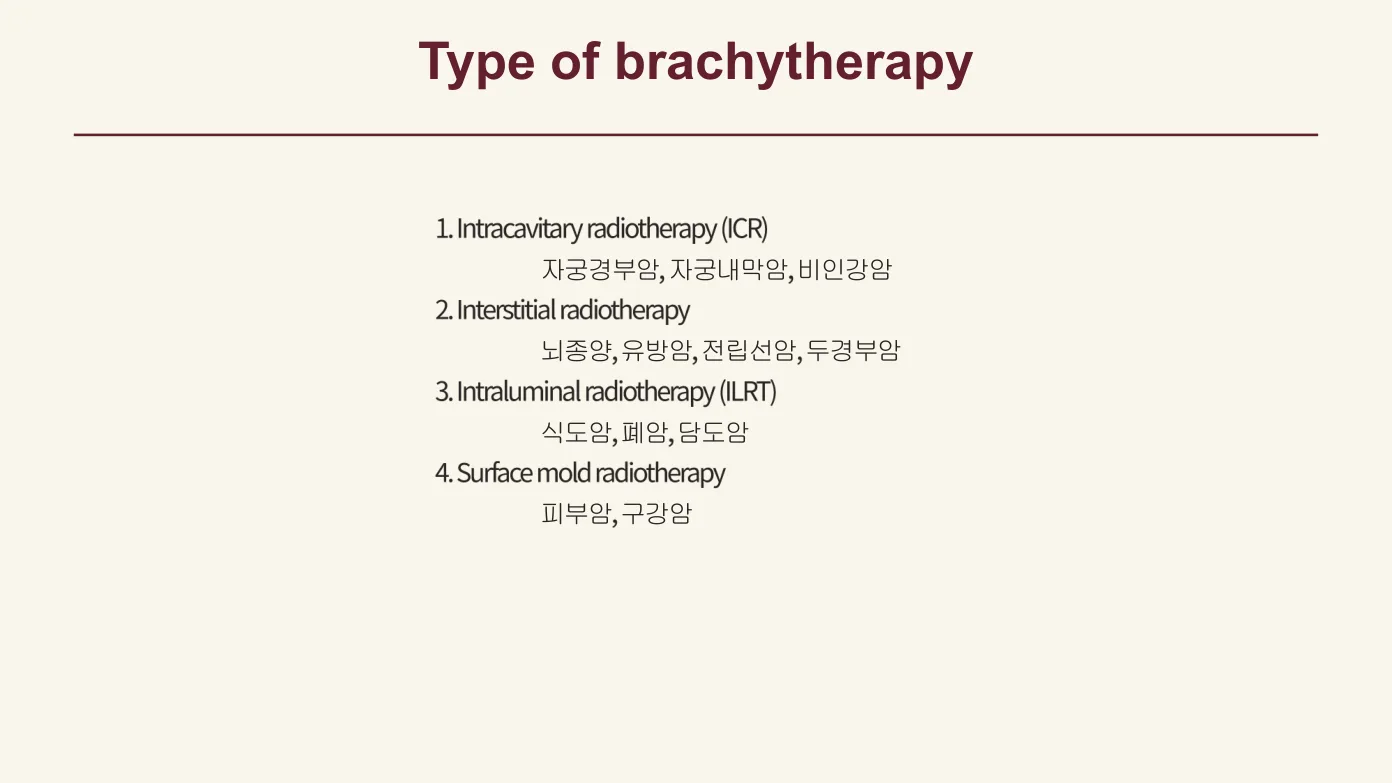 Type of brachytherapy
1. Intracavitary radiotherapy (ICR)
자궁경부암, 자궁내막암, 비인강암
2. Interstitial radiotherapy
뇌종양, 유방암, 전립선암, 두경부암
3. Intraluminal radiotherapy (ILRT)
식도암, 폐암, 담도암
4. Surface mold radiotherapy
피부암, 구강암